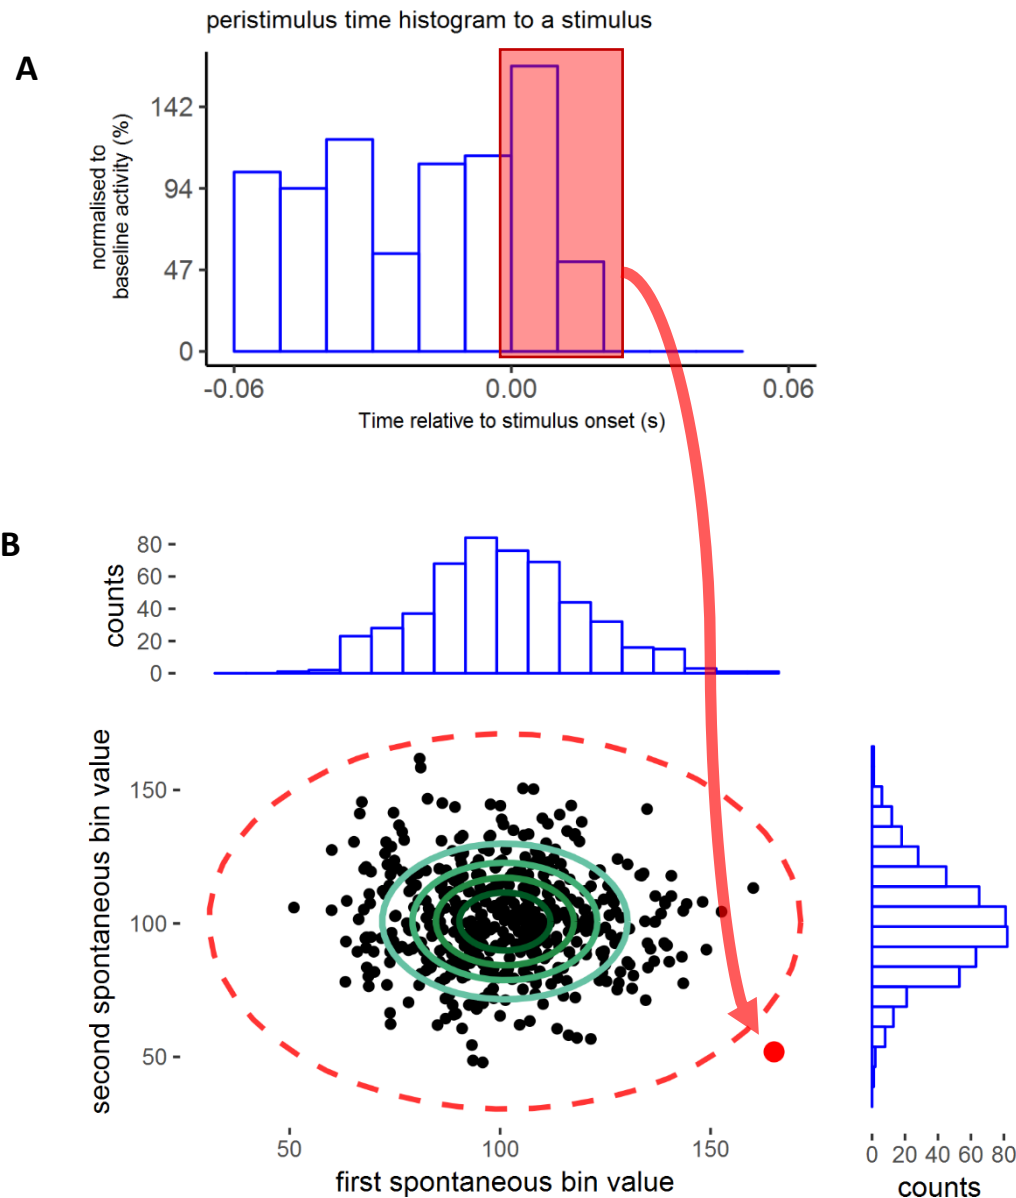 peristimulus time histogram to a stimulus
A
normalised to
baseline activity (%)
142
94
47
0
-0.06 0.00 0.06
Time relative to stimulus onset (s)
B
counts
80
60
40
20
0
second spontaneous bin value
150
100
50
50 100 150
first spontaneous bin value
0 20 40 60 80
counts